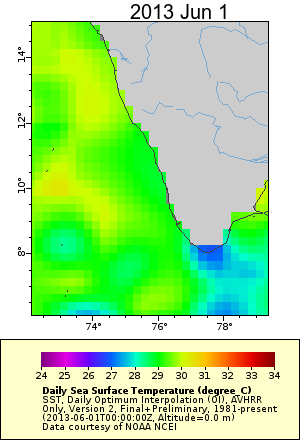 2013 Jun 1
14°
12°
10°
8°
74° 76° 78°
24 25 26 27 28 29 30 31 32 33 34
Daily Sea Surface Temperature (degree_C)
SST, Daily Optimum Interpolation (OI), AVHRR
Only, Version 2, Final+Preliminary, 1981-present
(2013-06-01T00:00:00Z, Altitude=0.0 m)
Data courtesy of NOAA NCEI